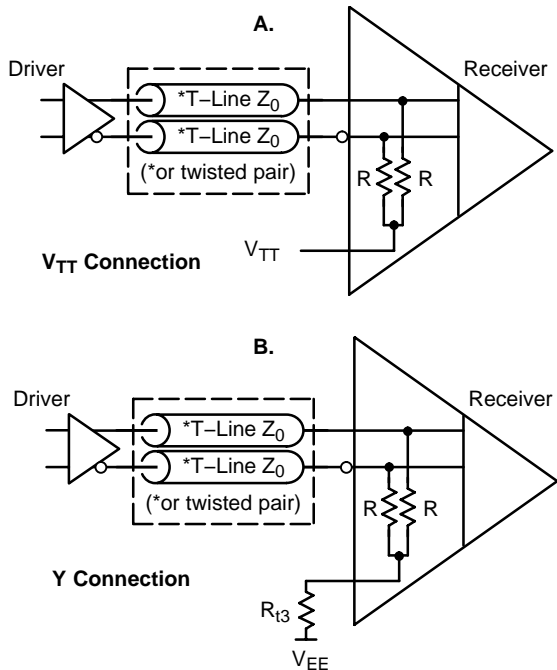 A.
Driver
Receiver
*T–Line Z0
*T–Line Z0
(*or twisted pair)
R R
VTT
VTT Connection
B.
Driver
Receiver
*T–Line Z0
*T–Line Z0
(*or twisted pair)
R R
Y Connection
Rt3
VEE